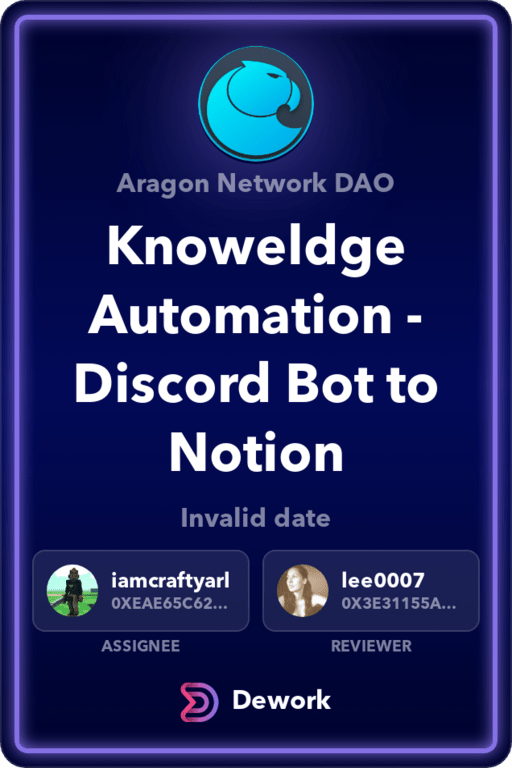 Aragon Network DAO
Knoweldge
Automation -
Discord Bot to
Notion
Invalid date
iamcraftyarl
0XEAE65C62...
lee0007
0X3E31155A...
ASSIGNEE
REVIEWER
Dework